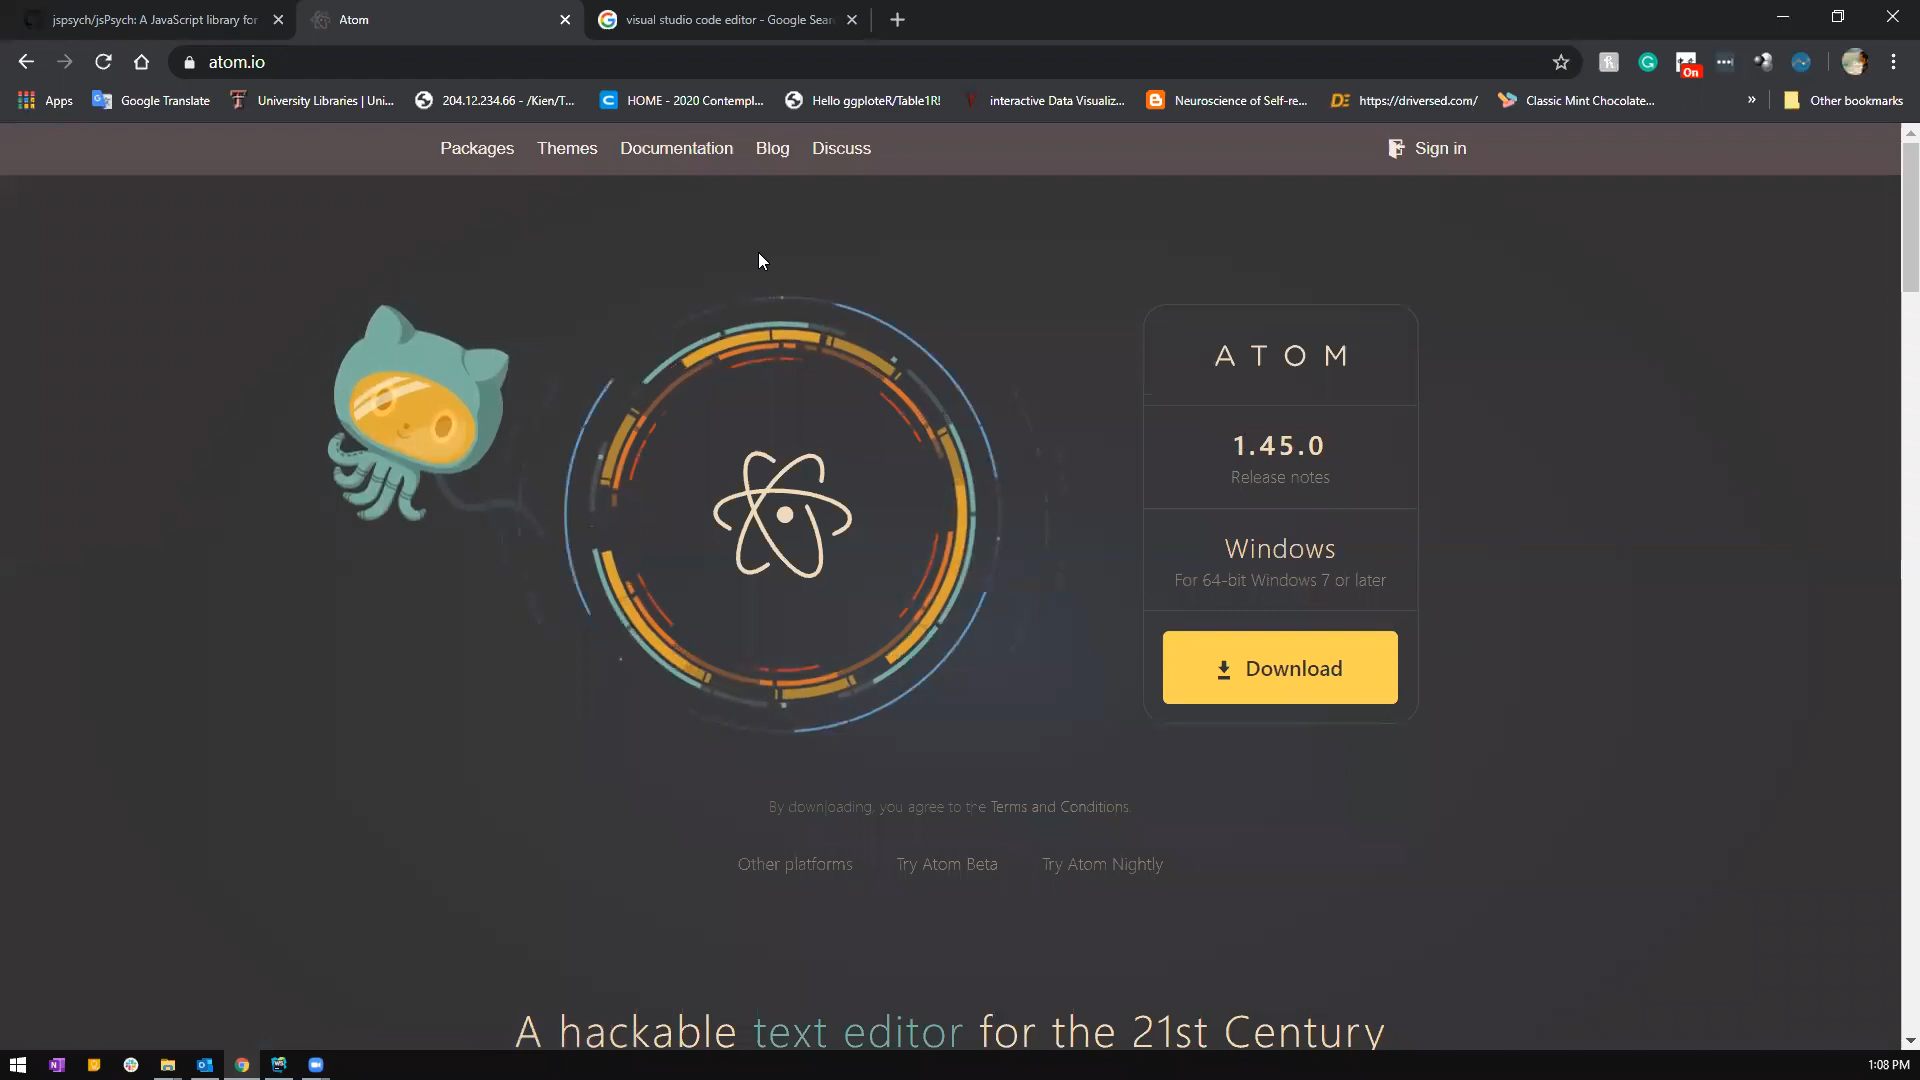 jspsych/jsPsych: A JavaScript library for
Atom
visual studio code editor - Google Sear
atom.io
On
Apps
Google Translate
University Libraries | Uni...
204.12.234.66 - /Kien/T...
HOME - 2020 Contempl...
Hello ggploteR/Table1R!
interactive Data Visualiz...
Neuroscience of Self-re...
https://driversed.com/
Classic Mint Chocolate...
»
Other bookmarks
Packages
Themes
Documentation
Blog
Discuss
Sign in
ATOM
1.45.0
Release notes
Windows
For 64-bit Windows 7 or later
Download
By downloading, you agree to the Terms and Conditions.
Other platforms
Try Atom Beta
Try Atom Nightly
A hackable text editor for the 21st Century
1:08 PM